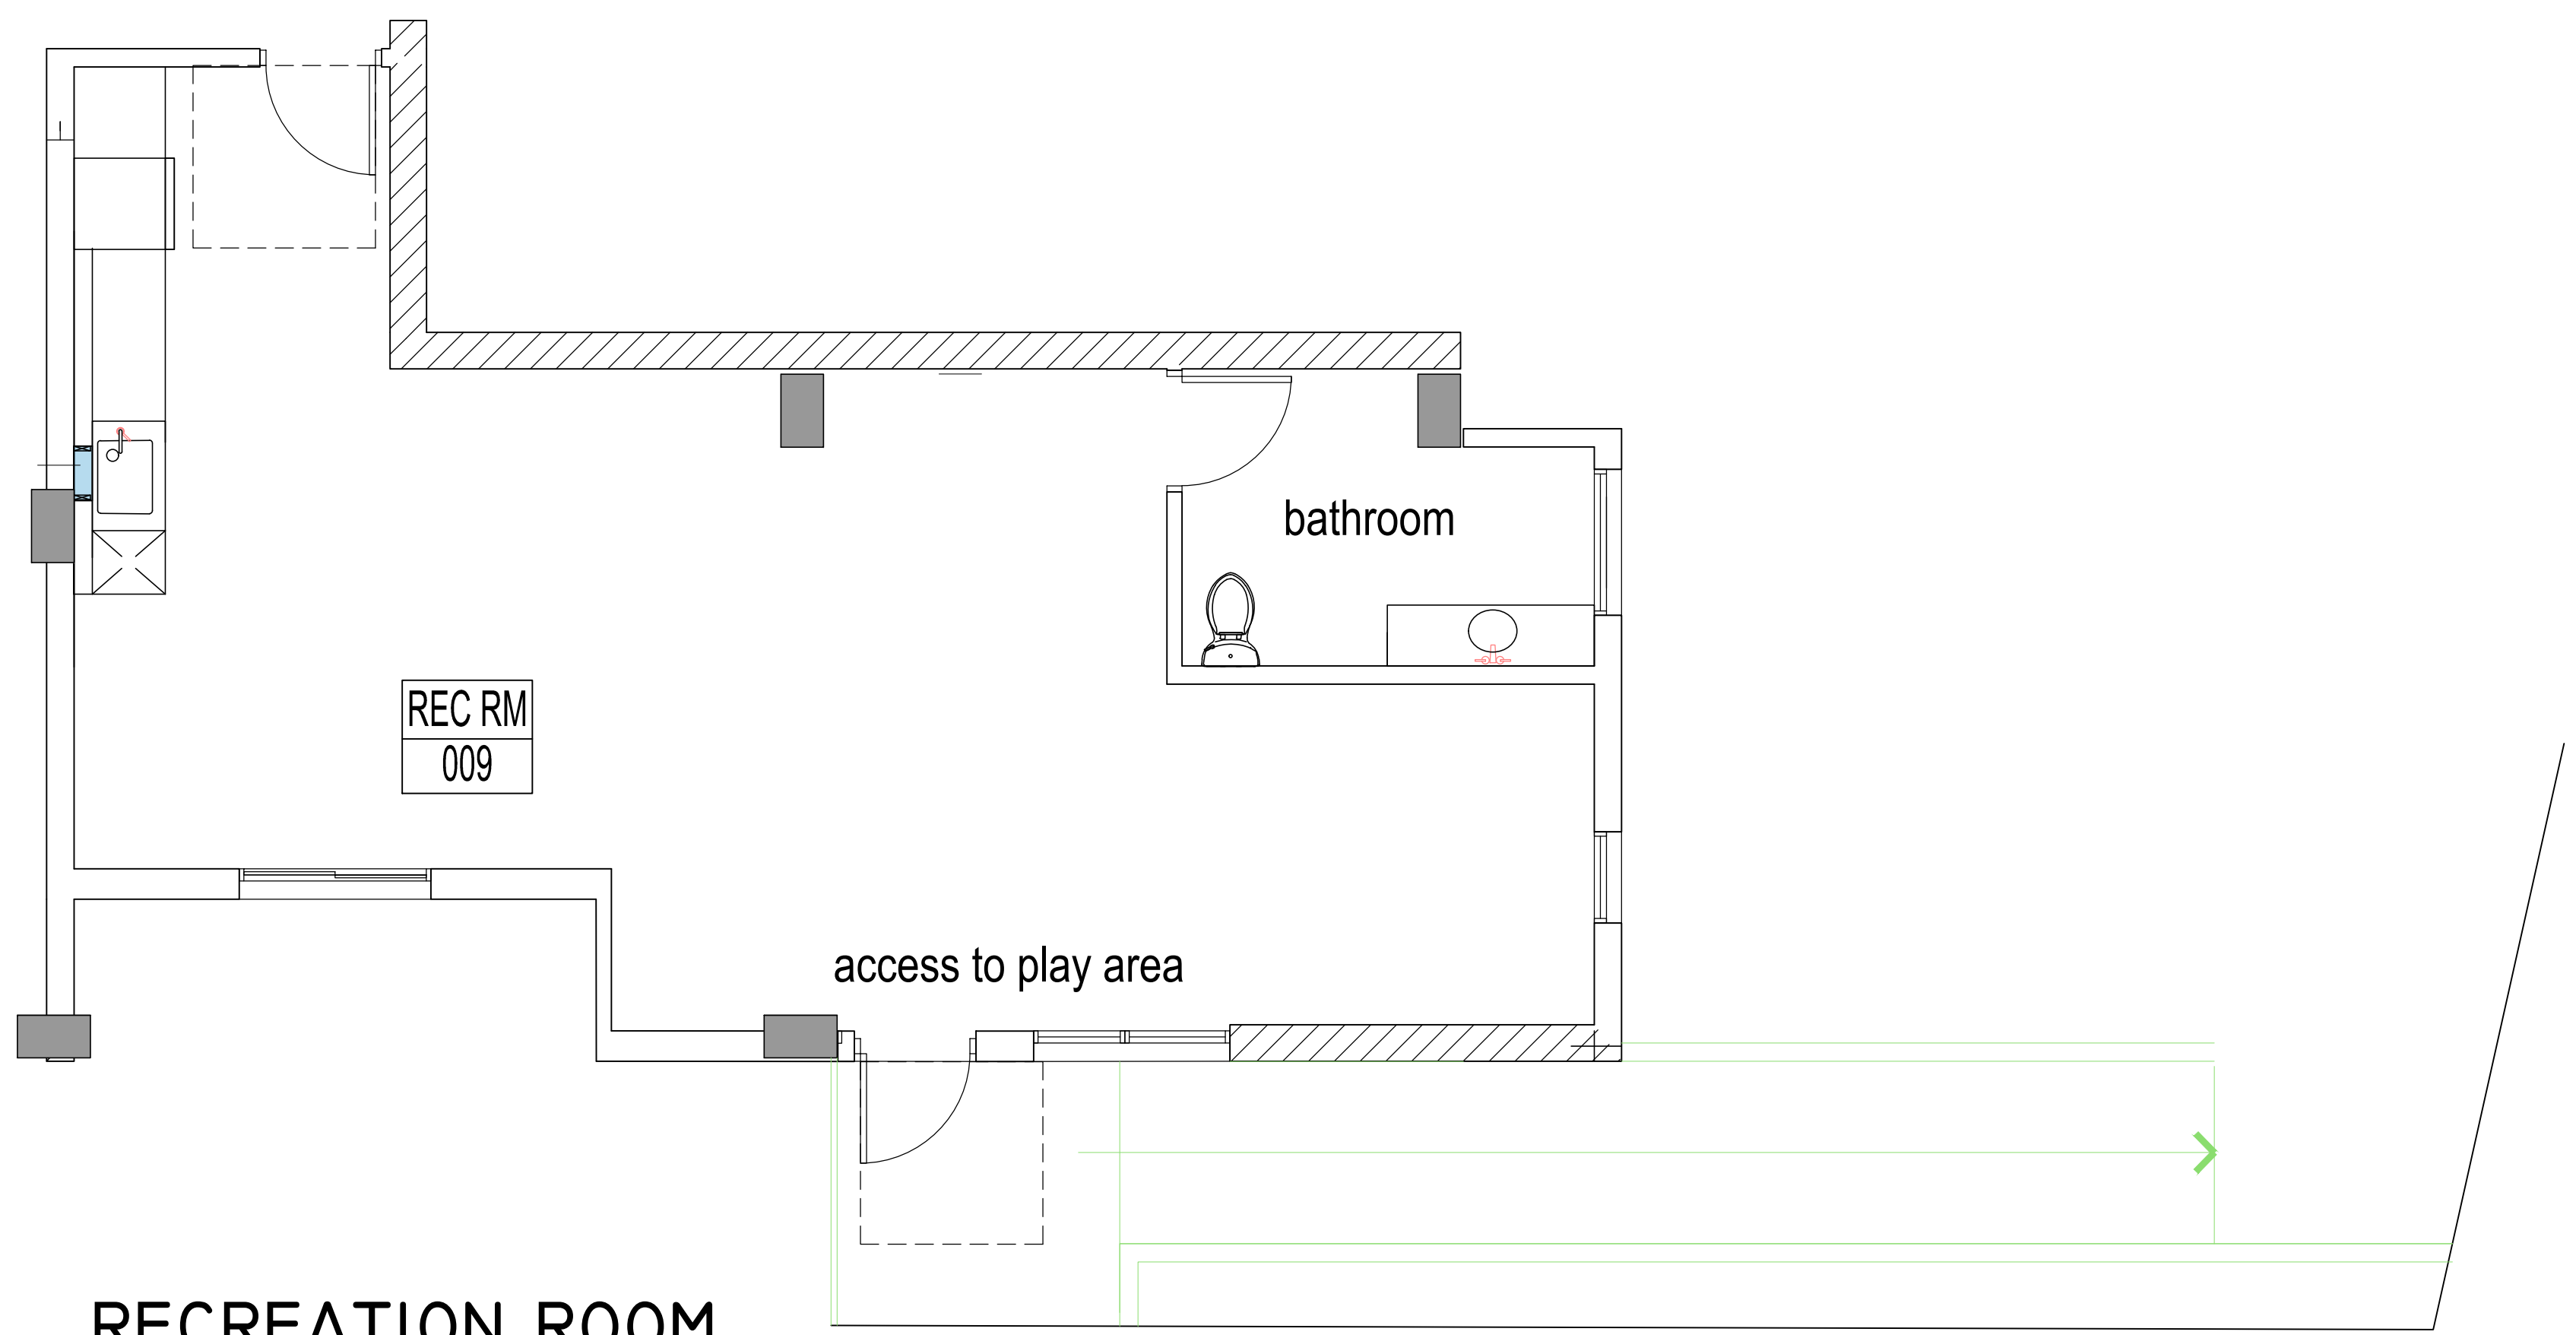 bathroom
REC RM
009
access to play area
RECREATION ROOM